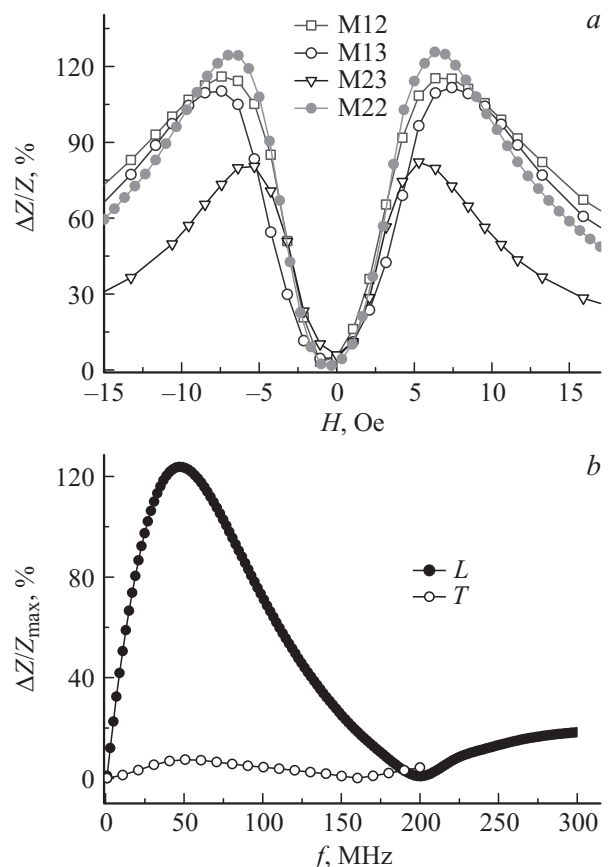 a
M12
M13
M23
M22
ΔZ/Z, %
120
90
60
30
0
–15 –10 –5 0 5 10 15
H, Oe
b
L
T
ΔZ/Z_max, %
120
80
40
0
0 50 100 150 200 250 300
f, MHz